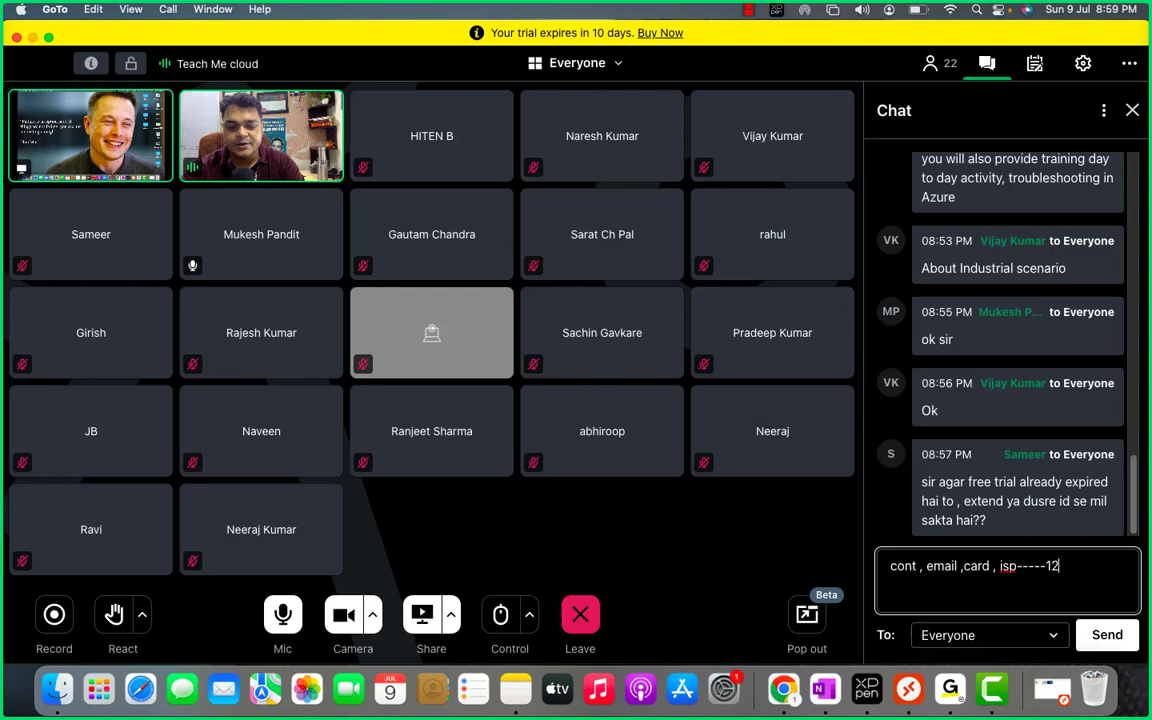 GoTo Edit View Call Window Help
Sun 9 Jul 8:59 PM
Your trial expires in 10 days. Buy Now
Teach Me cloud
Everyone
22
Chat
HITEN B
Naresh Kumar
Vijay Kumar
Sameer
Mukesh Pandit
Gautam Chandra
Sarat Ch Pal
rahul
Girish
Rajesh Kumar
Sachin Gavkare
Pradeep Kumar
JB
Naveen
Ranjeet Sharma
abhiroop
Neeraj
Ravi
Neeraj Kumar
you will also provide training day
to day activity, troubleshooting in
Azure
VK
08:53 PM Vijay Kumar to Everyone
About Industrial scenario
MP
08:55 PM Mukesh P... to Everyone
ok sir
VK
08:56 PM Vijay Kumar to Everyone
Ok
S
08:57 PM Sameer to Everyone
sir agar free trial already expired
hai to , extend ya dusre id se mil
sakta hai??
cont , email ,card , isp-----12
To: Everyone
Send
Beta
Record
React
Mic
Camera
Share
Control
Leave
Pop out
JUL
9
tv
1
1
XP
pen